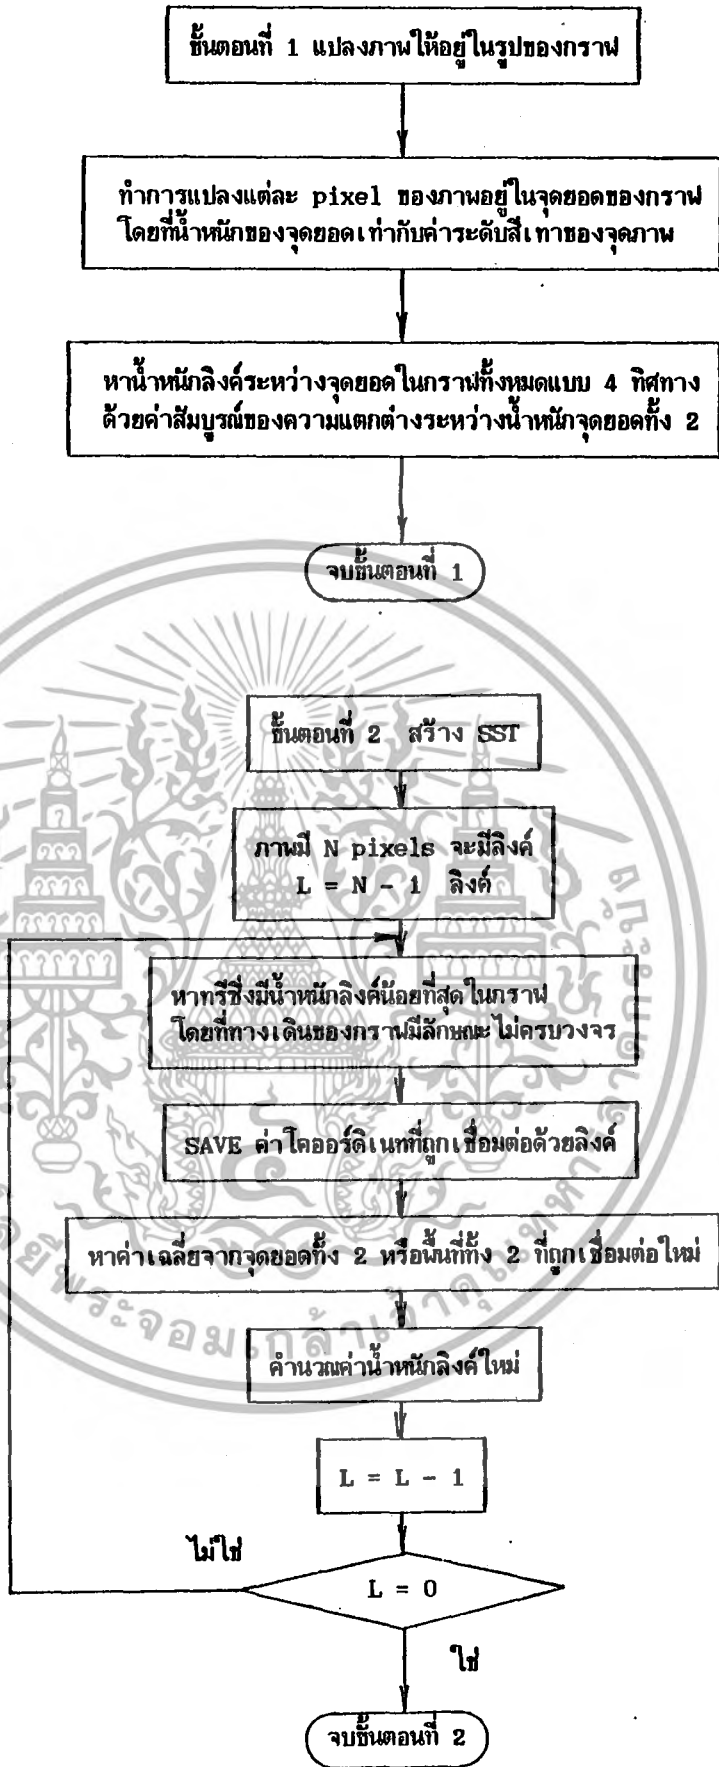 ขั้นตอนที่ 1 แปลงภาพให้อยู่ในรูปของกราฟ
ทำการแปลงแต่ละ pixel ของภาพอยู่ในจุดยอดของกราฟ
โดยที่น้ำหนักของจุดยอดเท่ากับค่าระดับสีเทาของจุดภาพ
หาน้ำหนักลิงค์ระหว่างจุดยอดในกราฟทั้งหมดแบบ 4 ทิศทาง
ด้วยค่าสัมบูรณ์ของความแตกต่างระหว่างน้ำหนักจุดยอดทั้ง 2
จบขั้นตอนที่ 1
ขั้นตอนที่ 2 สร้าง SST
ภาพมี N pixels จะมีลิงค์
L = N - 1 ลิงค์
หาทรีซึ่งมีน้ำหนักลิงค์น้อยที่สุดในกราฟ
โดยที่ทางเดินของกราฟมีลักษณะไม่ครบวงจร
SAVE ค่าโคออร์ดิเนทที่ถูกเชื่อมต่อด้วยลิงค์
หาค่าเฉลี่ยจากจุดยอดทั้ง 2 หรือพื้นที่ทั้ง 2 ที่ถูกเชื่อมต่อใหม่
คำนวณค่าน้ำหนักลิงค์ใหม่
L = L - 1
ไม่ใช่
L = 0
ใช่
จบขั้นตอนที่ 2
พระจอมเกล้าเจ้าคุณทหาร